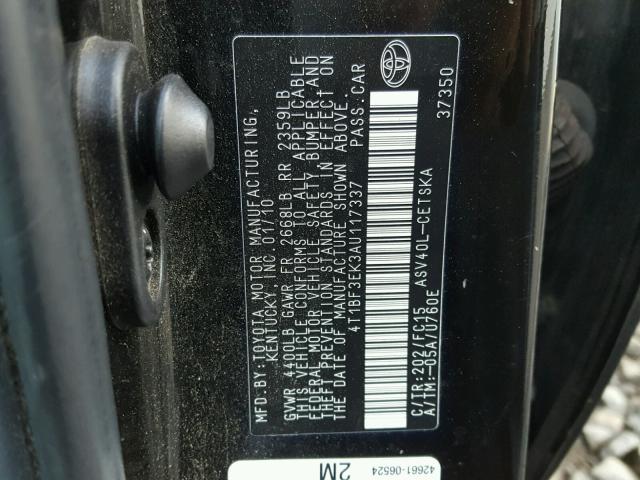 MFD. BY: TOYOTA MOTOR MANUFACTURING,
KENTUCKY, INC. 01/10
GVWR 4400LB GAWR FR 2668LB RR 2359LB
THIS VEHICLE CONFORMS TO ALL APPLICABLE
FEDERAL MOTOR VEHICLE SAFETY, BUMPER, AND
THEFT PREVENTION STANDARDS IN EFFECT ON
THE DATE OF MANUFACTURE SHOWN ABOVE.
4T1BF3EK3AU117337 PASS.CAR
C/TR:202/FC15 ASV40L-CETSKA
A/TM:-05A/U760E 37350
42661-06524
2M